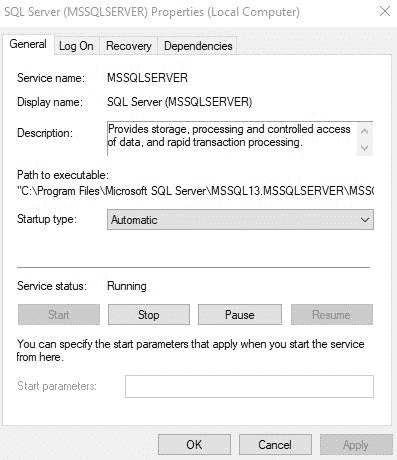 SQL Server (MSSQLSERVER) Properties (Local Computer)
General Log On Recovery Dependencies
Service name: MSSQLSERVER
Display name: SQL Server (MSSQLSERVER)
Description: Provides storage, processing and controlled access
of data, and rapid transaction processing.
Path to executable:
"C:\Program Files\Microsoft SQL Server\MSSQL13.MSSQLSERVER\MSSC
Startup type: Automatic
Service status: Running
Start Stop Pause Resume
You can specify the start parameters that apply when you start the service
from here.
Start parameters:
OK Cancel Apply